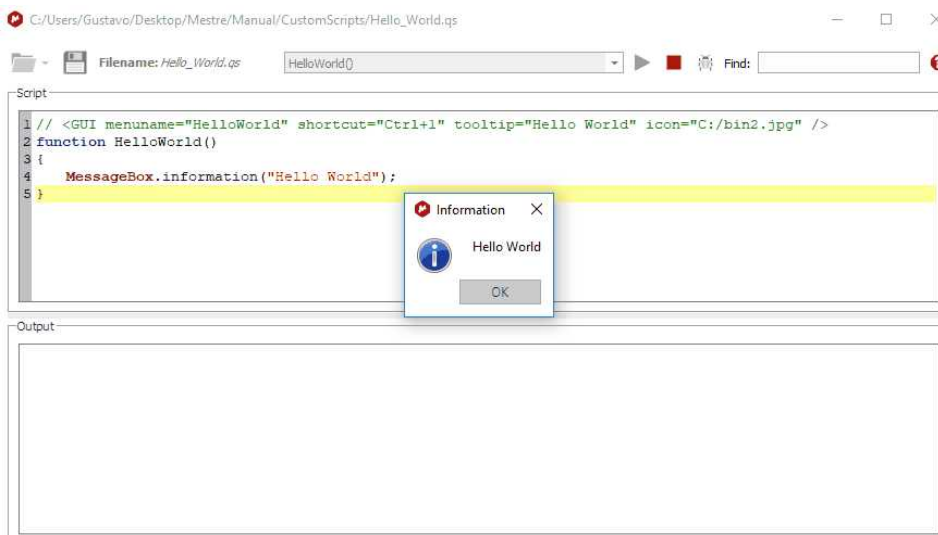 C:/Users/Gustavo/Desktop/Mestre/Manual/CustomScripts/Hello_World.qs
Filename: Hello_World.qs HelloWorld() Find:
Script
1 // <GUI menuname="HelloWorld" shortcut="Ctrl+1" tooltip="Hello World" icon="C:/bin2.jpg" />
2 function HelloWorld()
3 {
4 MessageBox.information("Hello World");
5 }
Information
Hello World
OK
Output